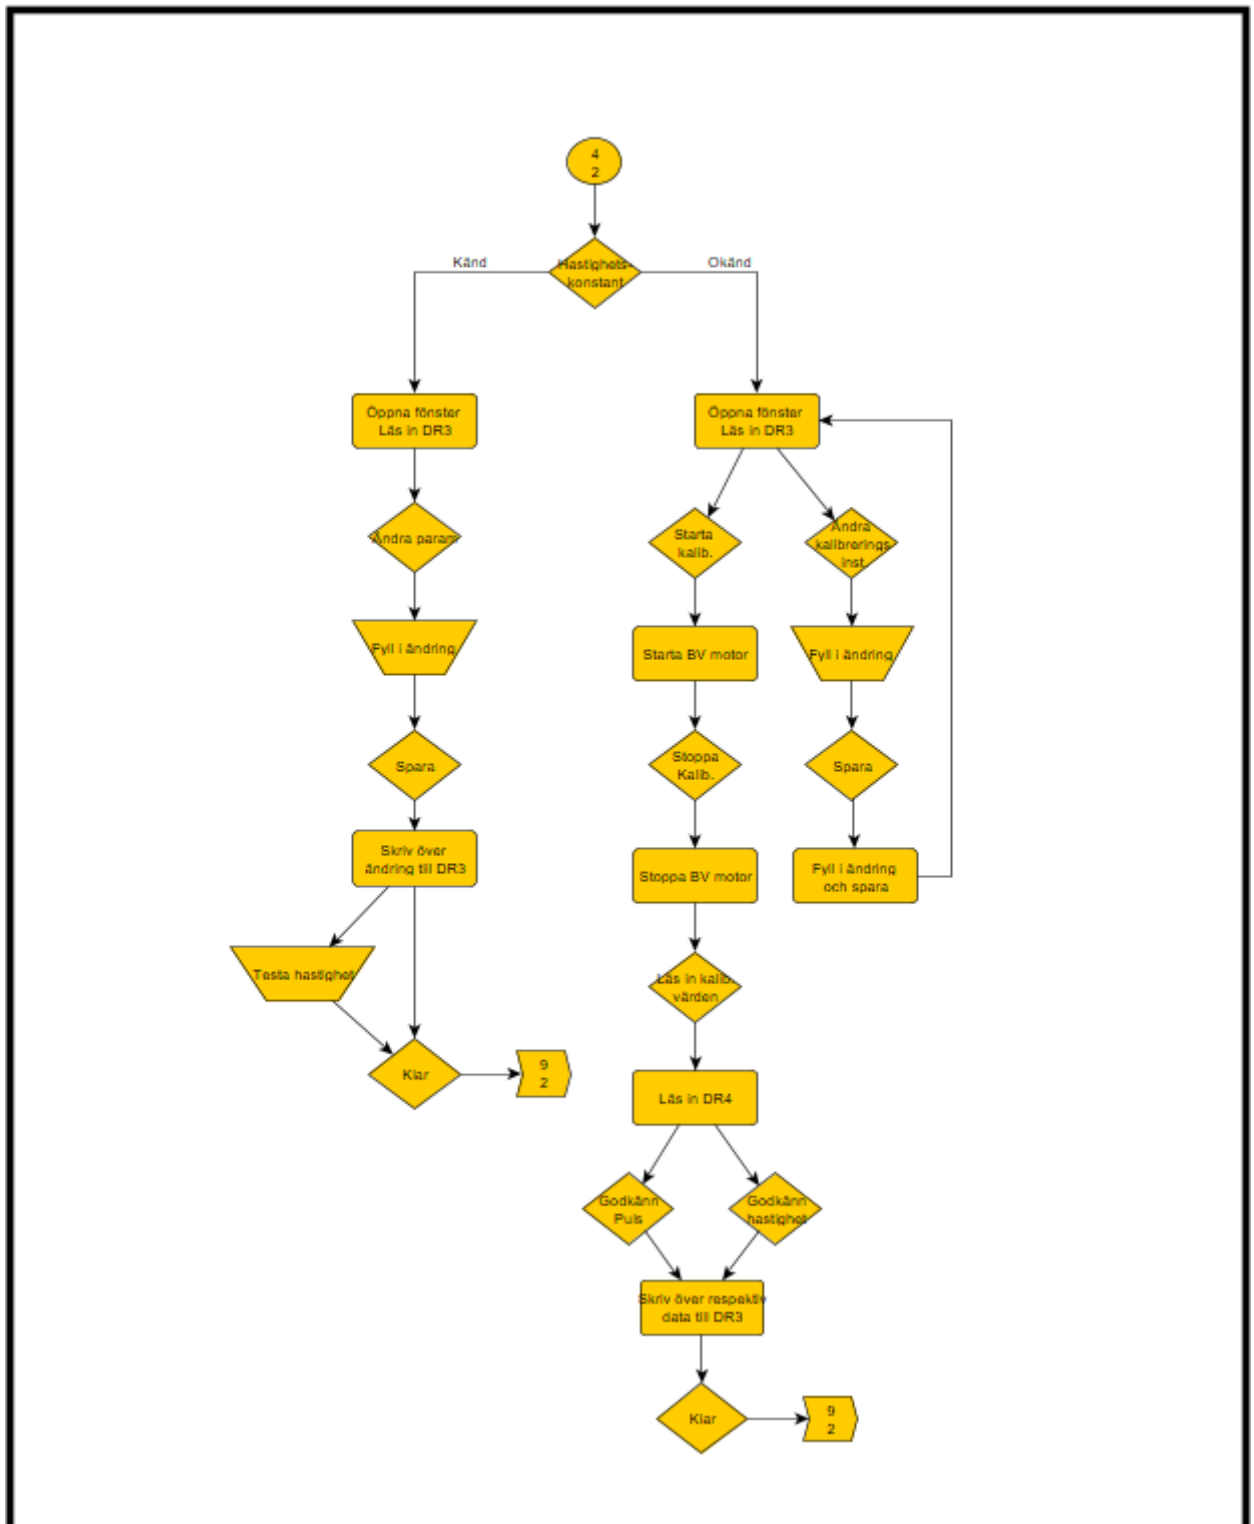 4
2
Känd
Okänd
Hastighets-
konstant
Öppna fönster
Läs in DR3
Öppna fönster
Läs in DR3
Ändra param
Starta
kalib.
Ändra
kalibrerings
inst.
Fyll i ändring
Starta BV motor
Fyll i ändring
Spara
Stoppa
Kalib.
Spara
Skriv över
ändring till DR3
Stoppa BV motor
Fyll i ändring
och spara
Testa hastighet
Läs in kalib.
värden
Klar
9
2
Läs in DR4
Godkänn
Puls
Godkänn
hastighet
Skriv över respektiv
data till DR3
Klar
9
2